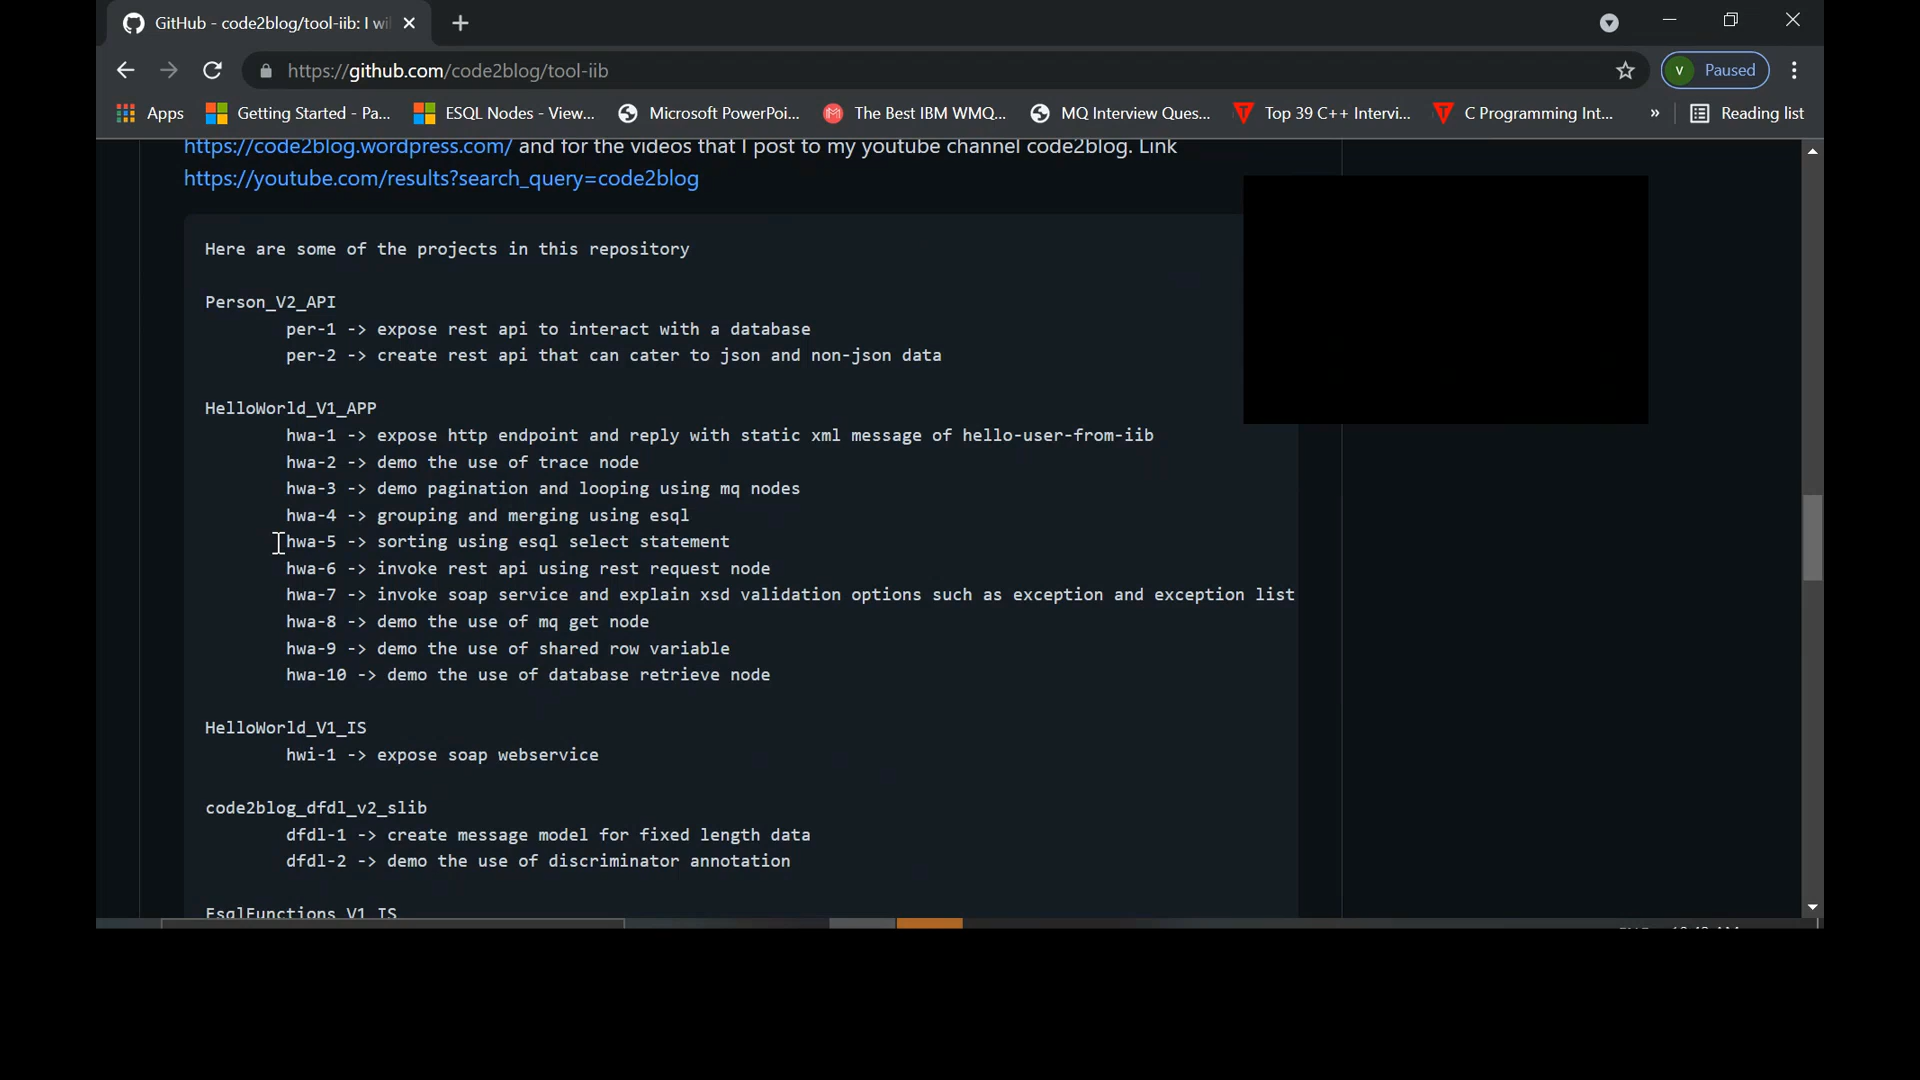 GitHub - code2blog/tool-iib: I wi
https://github.com/code2blog/tool-iib
V Paused
Apps Getting Started - Pa... ESQL Nodes - View... Microsoft PowerPoi... The Best IBM WMQ... MQ Interview Ques... Top 39 C++ Intervi... C Programming Int... » Reading list
https://code2blog.wordpress.com/ and for the videos that I post to my youtube channel code2blog. Link
https://youtube.com/results?search_query=code2blog
Here are some of the projects in this repository
Person_V2_API
per-1 -> expose rest api to interact with a database
per-2 -> create rest api that can cater to json and non-json data
HelloWorld_V1_APP
hwa-1 -> expose http endpoint and reply with static xml message of hello-user-from-iib
hwa-2 -> demo the use of trace node
hwa-3 -> demo pagination and looping using mq nodes
hwa-4 -> grouping and merging using esql
hwa-5 -> sorting using esql select statement
hwa-6 -> invoke rest api using rest request node
hwa-7 -> invoke soap service and explain xsd validation options such as exception and exception list
hwa-8 -> demo the use of mq get node
hwa-9 -> demo the use of shared row variable
hwa-10 -> demo the use of database retrieve node
HelloWorld_V1_IS
hwi-1 -> expose soap webservice
code2blog_dfdl_v2_slib
dfdl-1 -> create message model for fixed length data
dfdl-2 -> demo the use of discriminator annotation
EsqlFunctions_V1_IS